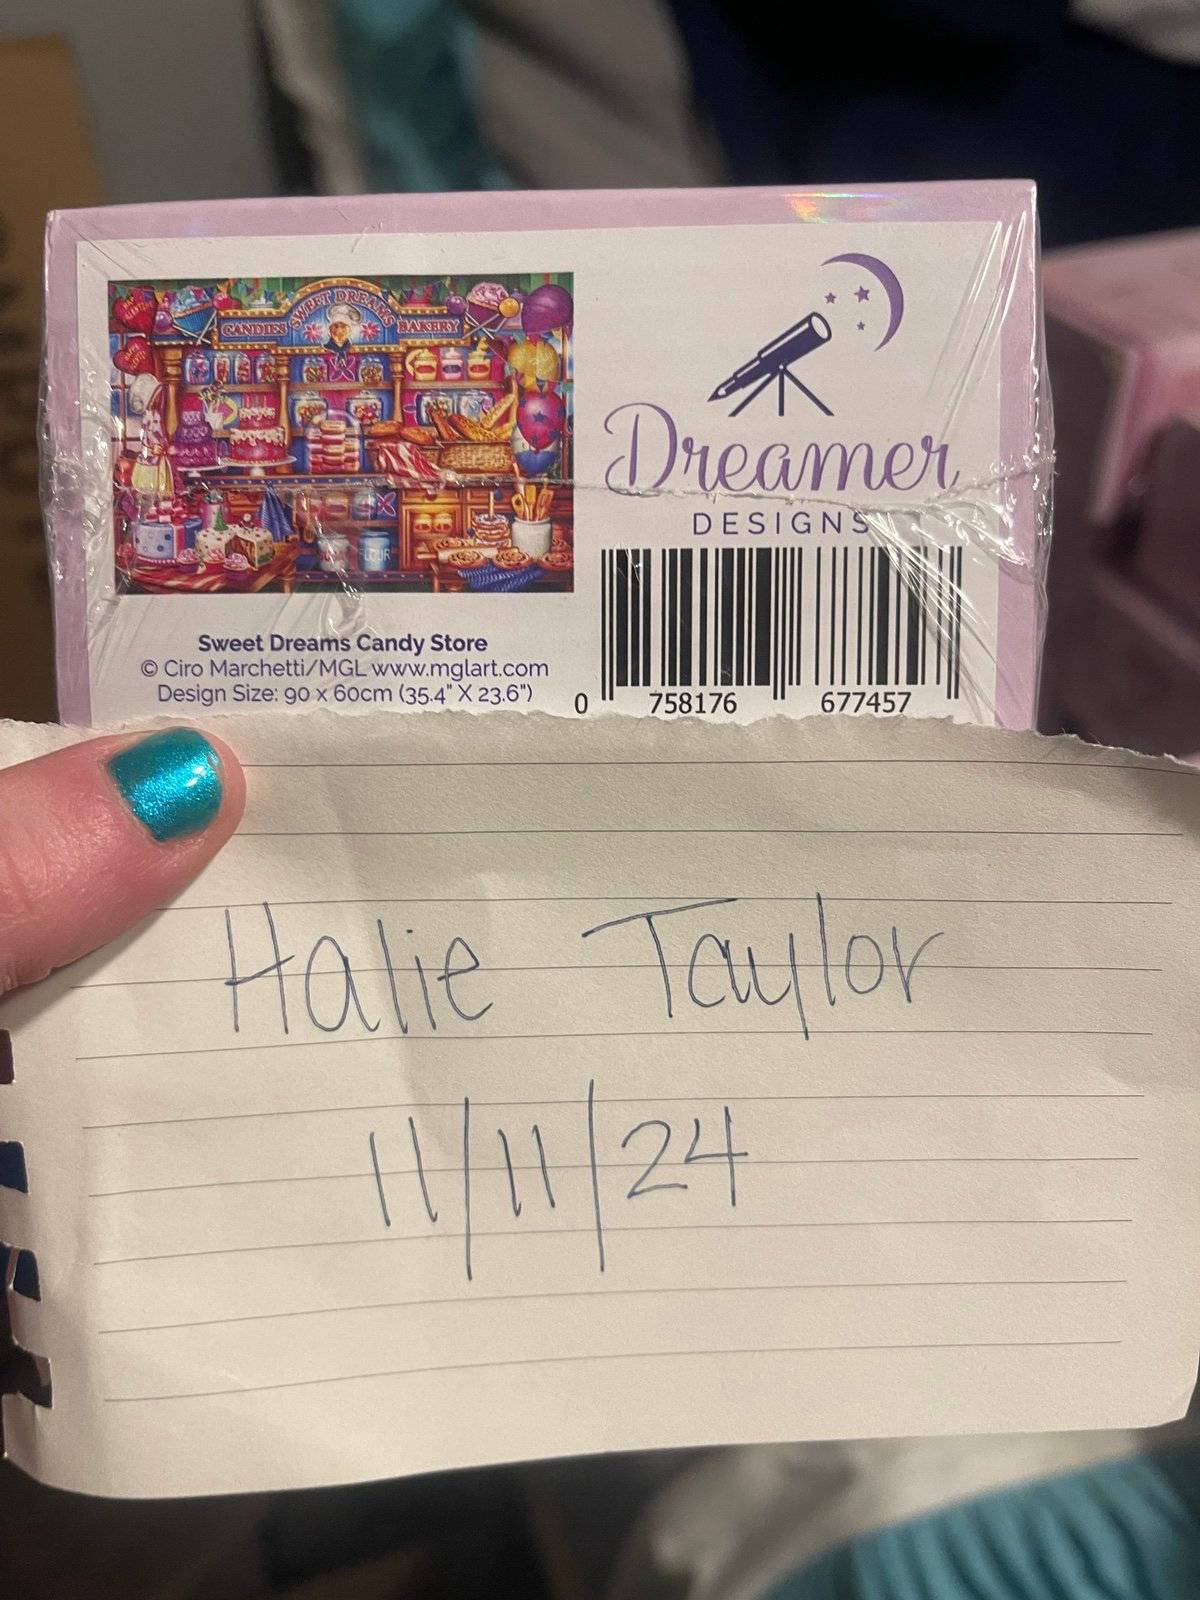 SWEET DREAMS
CANDIES BAKERY
FLOUR
Dreamer
DESIGNS
Sweet Dreams Candy Store
© Ciro Marchetti/MGL www.mglart.com
Design Size: 90 x 60cm (35.4" X 23.6")
0 758176 677457
Halie Taylor
11/11/24